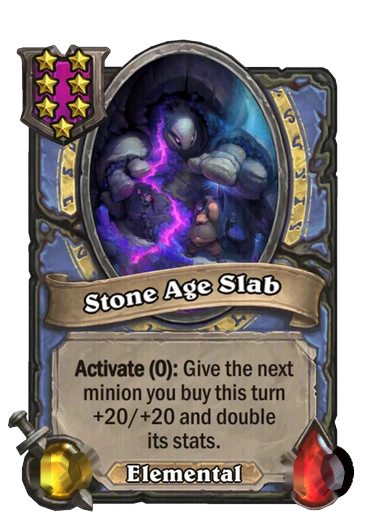 Stone Age Slab
Activate (0): Give the next
minion you buy this turn
+20/+20 and double
its stats.
Elemental